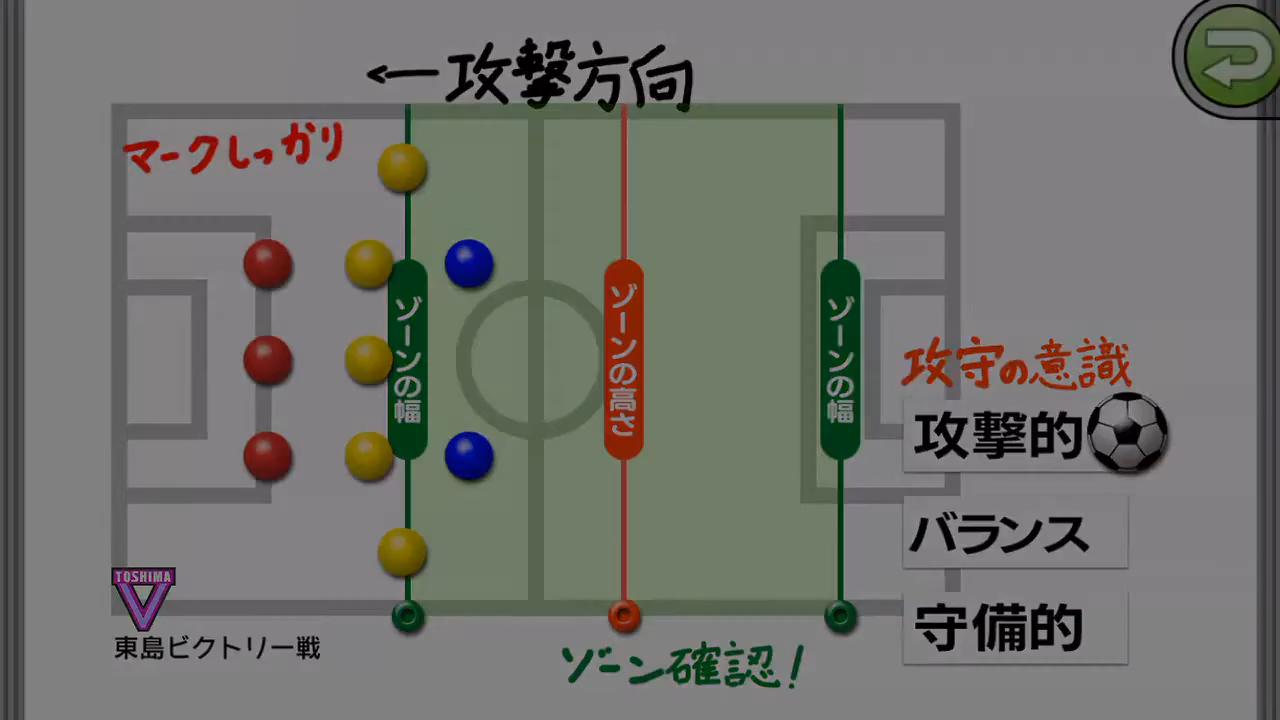 ←攻撃方向
マークしっかり
ゾーンの幅
ゾーンの高さ
ゾーンの幅
攻守の意識
攻撃的
バランス
守備的
TOSHIMA
東島ビクトリー戦
ゾーン確認!